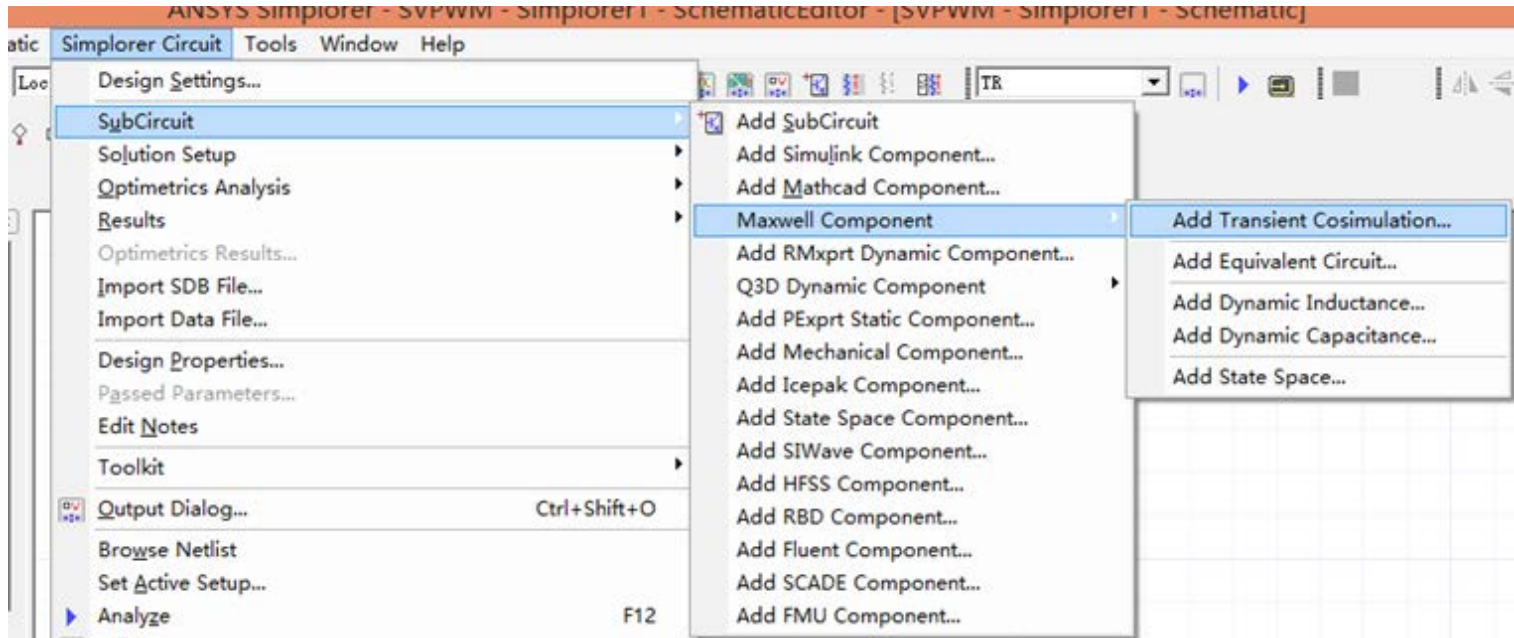 ANSYS Simplorer - SVPWM - Simplorer1 - SchematicEditor - [SVPWM - Simplorer1 - Schematic]
atic Simplorer Circuit Tools Window Help
Loc Design Settings... TR
SubCircuit
Solution Setup
Optimetrics Analysis
Results
Optimetrics Results...
Import SDB File...
Import Data File...
Design Properties...
Passed Parameters...
Edit Notes
Toolkit
Output Dialog... Ctrl+Shift+O
Browse Netlist
Set Active Setup...
Analyze F12
Add SubCircuit
Add Simulink Component...
Add Mathcad Component...
Maxwell Component
Add RMxprt Dynamic Component...
Q3D Dynamic Component
Add PExprt Static Component...
Add Mechanical Component...
Add Icepak Component...
Add State Space Component...
Add SIWave Component...
Add HFSS Component...
Add RBD Component...
Add Fluent Component...
Add SCADE Component...
Add FMU Component...
Add Transient Cosimulation...
Add Equivalent Circuit...
Add Dynamic Inductance...
Add Dynamic Capacitance...
Add State Space...